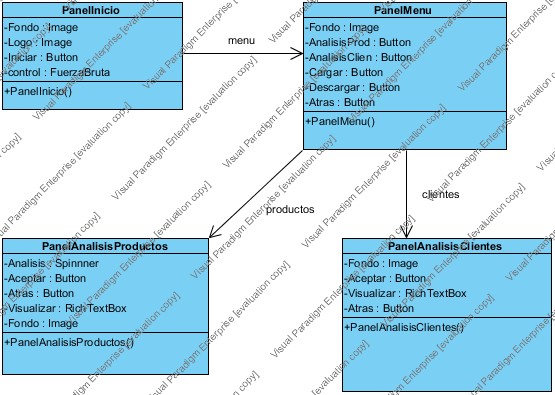 PanelInicio
-Fondo : Image
-Logo : Image
-Iniciar : Button
-control : FuerzaBruta
+PanelInicio()
menu
PanelMenu
-Fondo : Image
-AnalisisProd : Button
-AnalisisClien : Button
-Cargar : Button
-Descargar : Button
-Atras : Button
+PanelMenu()
productos
clientes
PanelAnalisisProductos
-Analisis : Spinnner
-Aceptar : Button
-Atras : Button
-Visualizar : RichTextBox
-Fondo : Image
+PanelAnalisisProductos()
PanelAnalisisClientes
-Fondo : Image
-Aceptar : Button
-Visualizar : RichTextBox
-Atras : Button
+PanelAnalisisClientes()
Visual Paradigm Enterprise [evaluation copy]